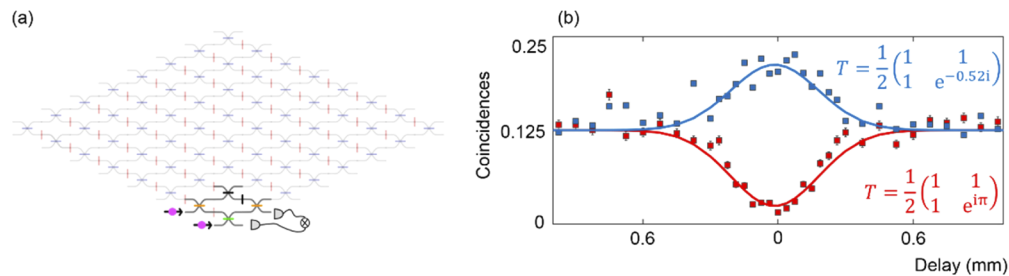 (a)
(b)
Coincidences
0.25
0.125
0
T = 1/2 (1 1
1 e^-0.52i)
T = 1/2 (1 1
1 e^iπ)
0.6 0 0.6
Delay (mm)